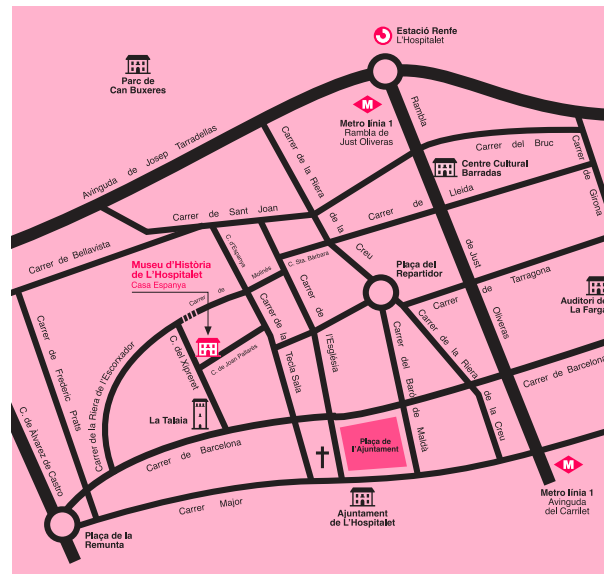 Estació Renfe
L'Hospitalet
Parc de
Can Buxeres
M
Metro línia 1
Rambla de
Just Oliveras
Rambla
Carrer del Bruc
Centre Cultural
Barradas
Carrer de Girona
Avinguda de Josep Tarradellas
Carrer de la Riera de la Creu
Carrer de Lleida
Carrer de Sant Joan
Carrer de Bellavista
C. d'Espanya
C. Sta. Bàrbara
Museu d'Història
de L'Hospitalet
Casa Espanya
Carrer de Molinés
Plaça del
Repartidor
de Just Oliveras
Carrer de Tarragona
Auditori de
La Farga
Carrer de Frederic Prats
Carrer de la Riera de l'Escorxador
C. del Xipreret
C. de Joan Pallarès
Carrer de la Tecla Sala
Carrer de l'Església
Carrer del Baró de Maldà
Carrer de la Riera de la Creu
Carrer de Barcelona
C. de Álvarez de Castro
La Talaia
Carrer de Barcelona
Plaça de
l'Ajuntament
M
Metro línia 1
Avinguda
del Carrilet
Carrer Major
Ajuntament
de L'Hospitalet
Plaça de la
Remunta